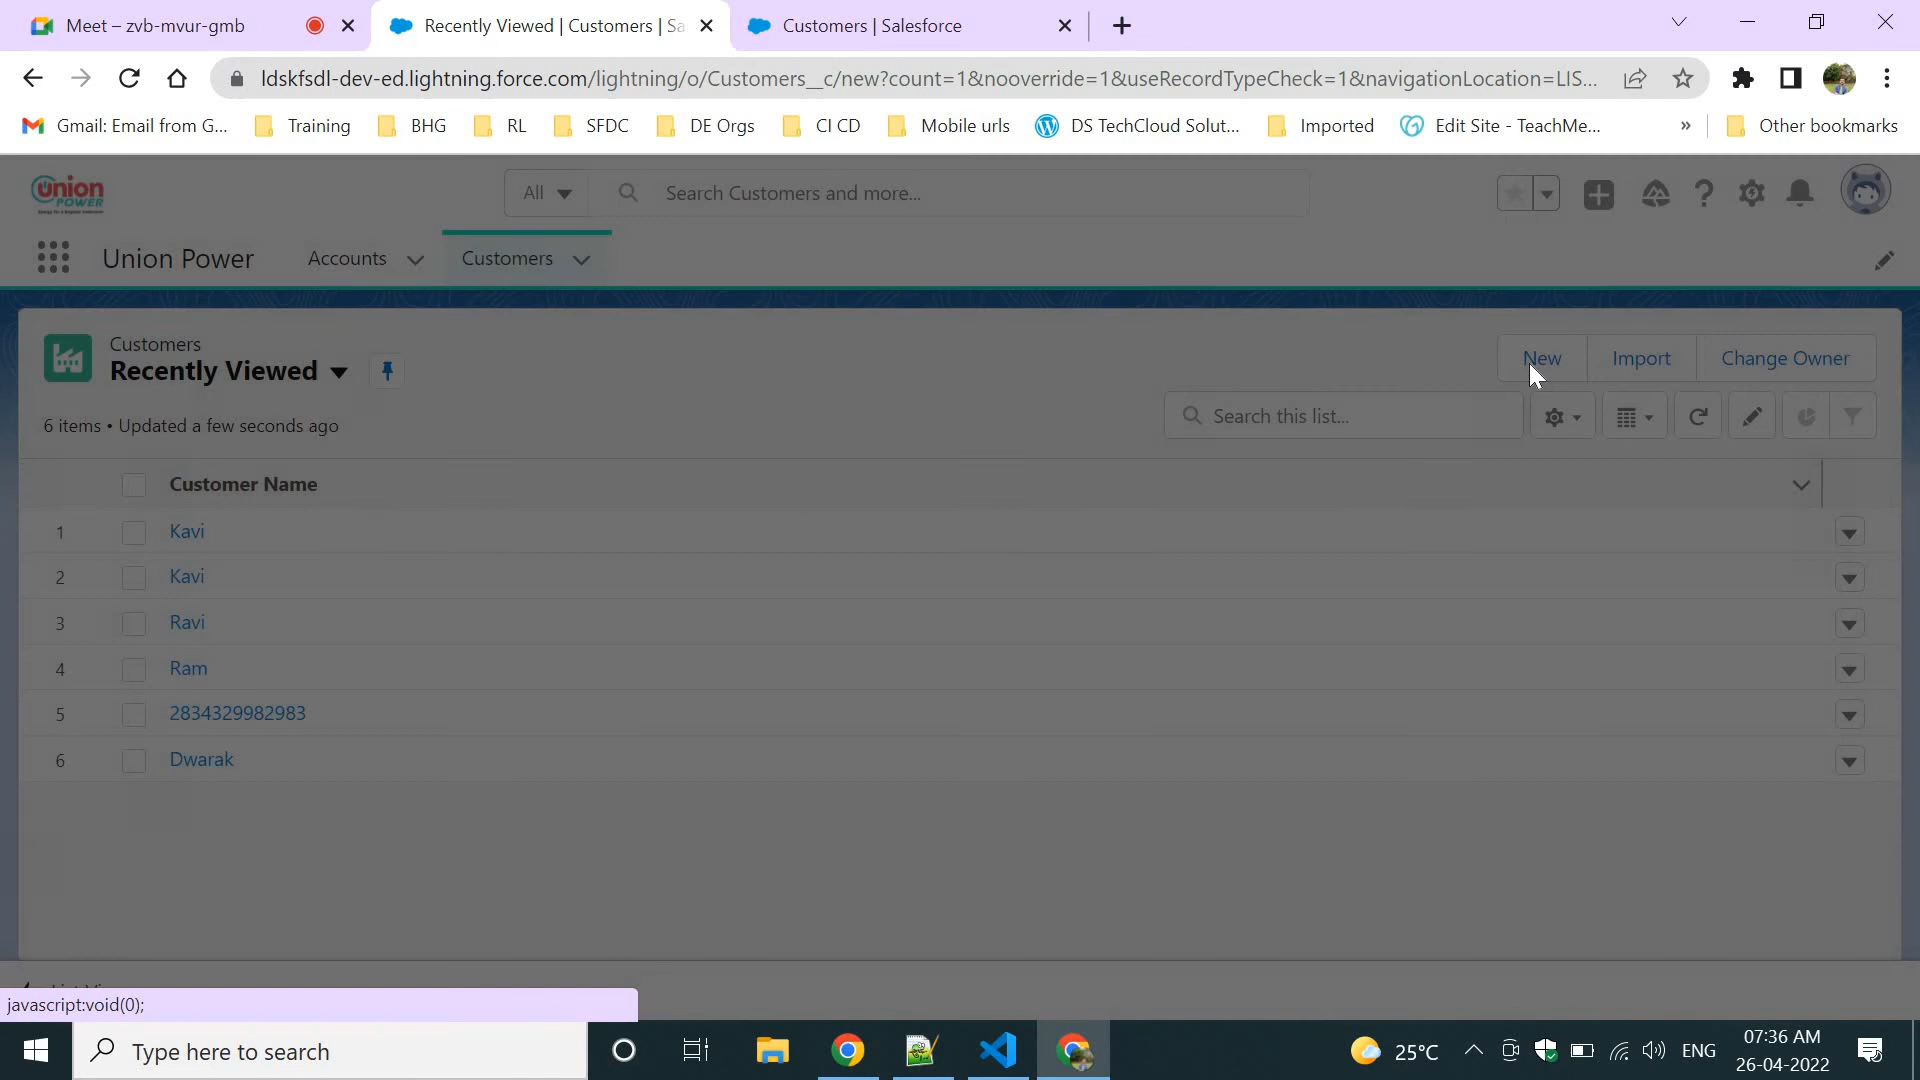 Meet – zvb-mvur-gmb
Recently Viewed | Customers | Sa
Customers | Salesforce
ldskfsdl-dev-ed.lightning.force.com/lightning/o/Customers__c/new?count=1&nooverride=1&useRecordTypeCheck=1&navigationLocation=LIS...
Gmail: Email from G...
Training
BHG
RL
SFDC
DE Orgs
CI CD
Mobile urls
DS TechCloud Solut...
Imported
Edit Site - TeachMe...
»
Other bookmarks
union
POWER
All
Search Customers and more...
Union Power
Accounts
Customers
Customers
Recently Viewed
New
Import
Change Owner
6 items • Updated a few seconds ago
Search this list...
Customer Name
1 Kavi
2 Kavi
3 Ravi
4 Ram
5 2834329982983
6 Dwarak
javascript:void(0);
Type here to search
25°C
ENG
07:36 AM
26-04-2022